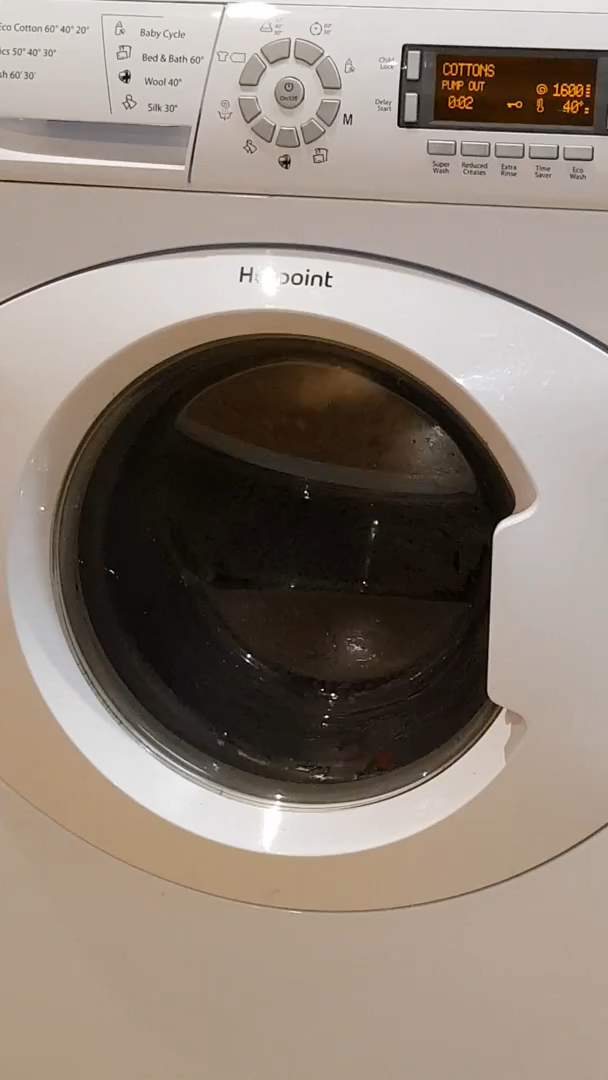 Eco Cotton 60° 40° 20°
ics 50° 40° 30°
sh 60' 30'
Baby Cycle
Bed & Bath 60°
Wool 40°
Silk 30°
On/Off
M
Child
Lock
Delay
Start
COTTONS
PUMP OUT
0:02
1600
40°
Super
Wash
Reduced
Creases
Extra
Rinse
Time
Saver
Eco
Wash
Hotpoint